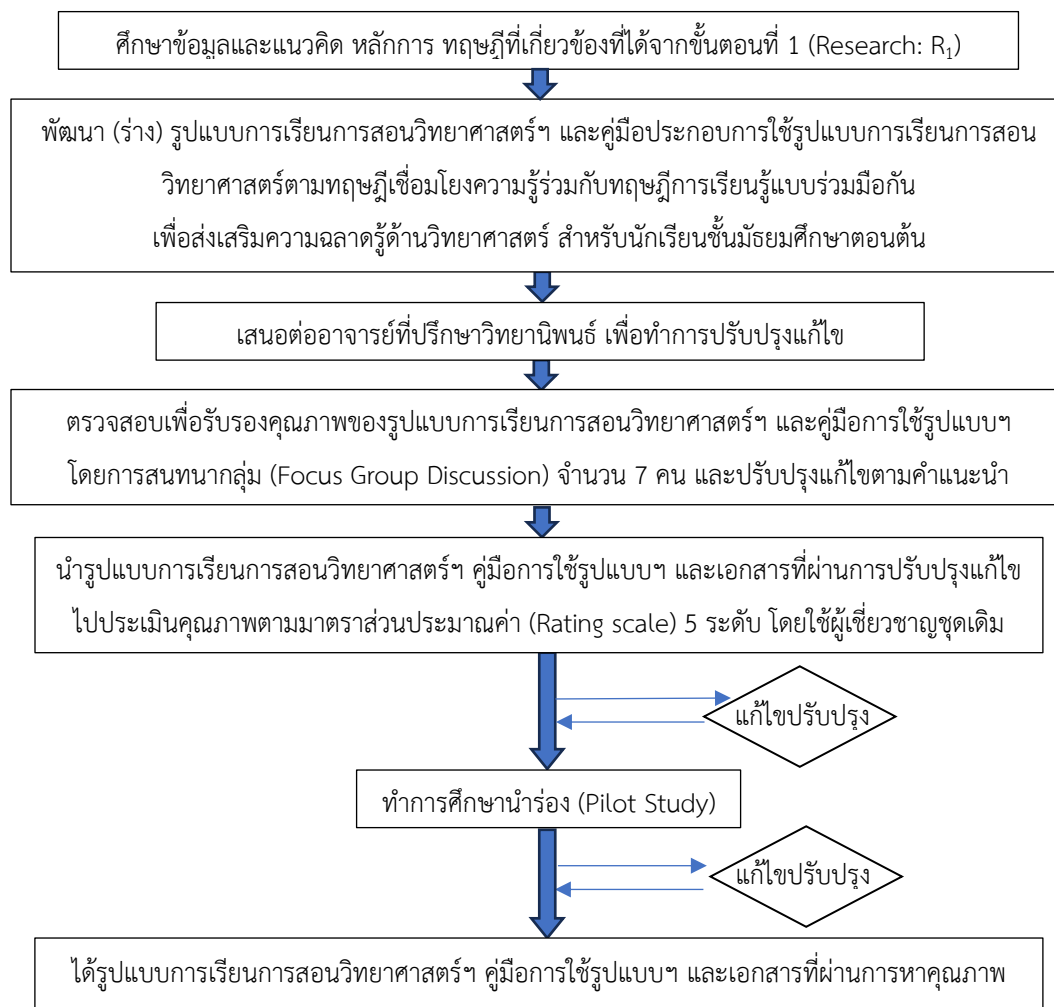 ศึกษาข้อมูลและแนวคิด หลักการ ทฤษฎีที่เกี่ยวข้องที่ได้จากขั้นตอนที่ 1 (Research: R₁)
พัฒนา (ร่าง) รูปแบบการเรียนการสอนวิทยาศาสตร์ฯ และคู่มือประกอบการใช้รูปแบบการเรียนการสอน
วิทยาศาสตร์ตามทฤษฎีเชื่อมโยงความรู้ร่วมกับทฤษฎีการเรียนรู้แบบร่วมมือกัน
เพื่อส่งเสริมความฉลาดรู้ด้านวิทยาศาสตร์ สำหรับนักเรียนชั้นมัธยมศึกษาตอนต้น
เสนอต่ออาจารย์ที่ปรึกษาวิทยานิพนธ์ เพื่อทำการปรับปรุงแก้ไข
ตรวจสอบเพื่อรับรองคุณภาพของรูปแบบการเรียนการสอนวิทยาศาสตร์ฯ และคู่มือการใช้รูปแบบฯ
โดยการสนทนากลุ่ม (Focus Group Discussion) จำนวน 7 คน และปรับปรุงแก้ไขตามคำแนะนำ
นำรูปแบบการเรียนการสอนวิทยาศาสตร์ฯ คู่มือการใช้รูปแบบฯ และเอกสารที่ผ่านการปรับปรุงแก้ไข
ไปประเมินคุณภาพตามมาตราส่วนประมาณค่า (Rating scale) 5 ระดับ โดยใช้ผู้เชี่ยวชาญชุดเดิม
แก้ไขปรับปรุง
ทำการศึกษานำร่อง (Pilot Study)
แก้ไขปรับปรุง
ได้รูปแบบการเรียนการสอนวิทยาศาสตร์ฯ คู่มือการใช้รูปแบบฯ และเอกสารที่ผ่านการหาคุณภาพ